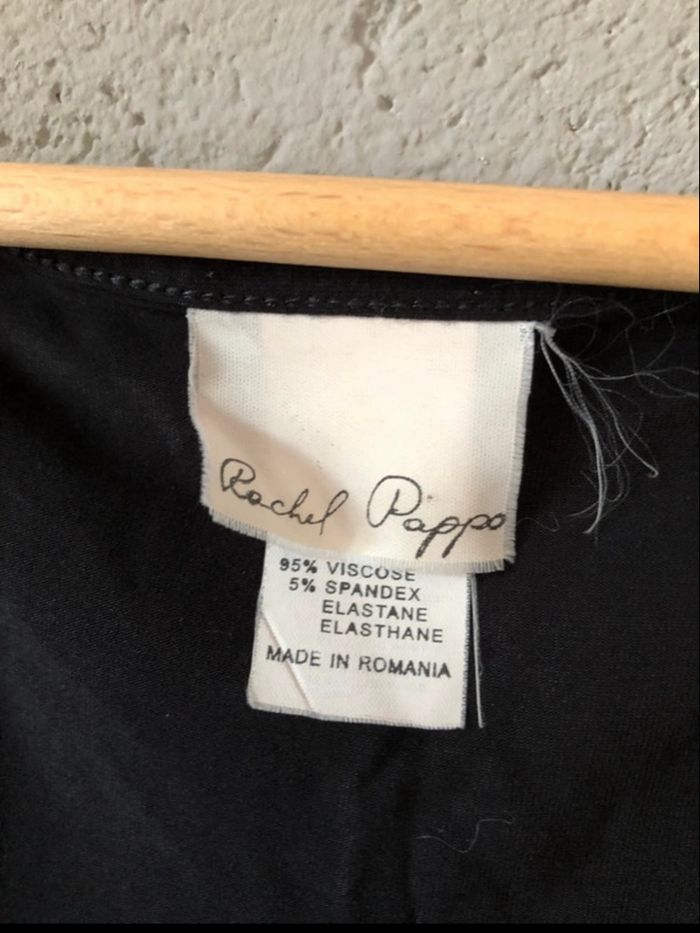 Rachel Pappo
95% VISCOSE
5% SPANDEX
ELASTANE
ELASTHANE
MADE IN ROMANIA